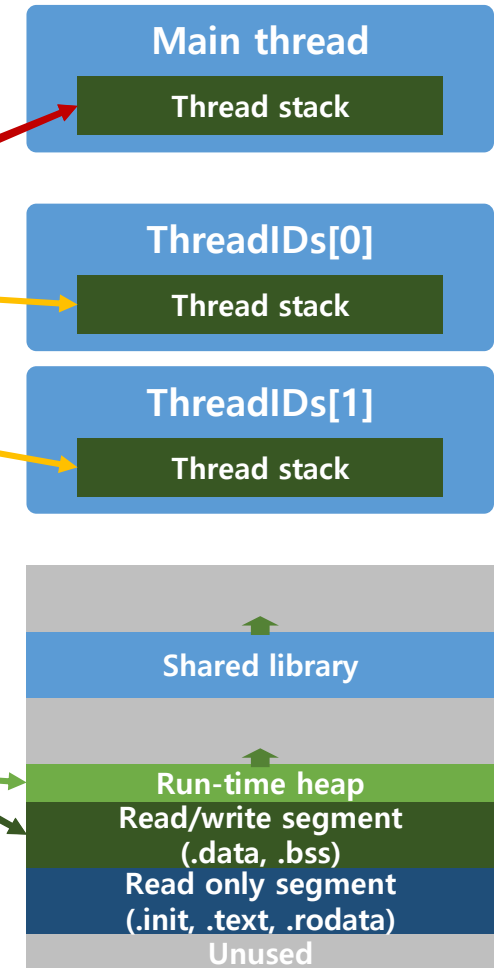 Main thread
Thread stack
ThreadIDs[0]
Thread stack
ThreadIDs[1]
Thread stack
Shared library
Run-time heap
Read/write segment
(.data, .bss)
Read only segment
(.init, .text, .rodata)
Unused